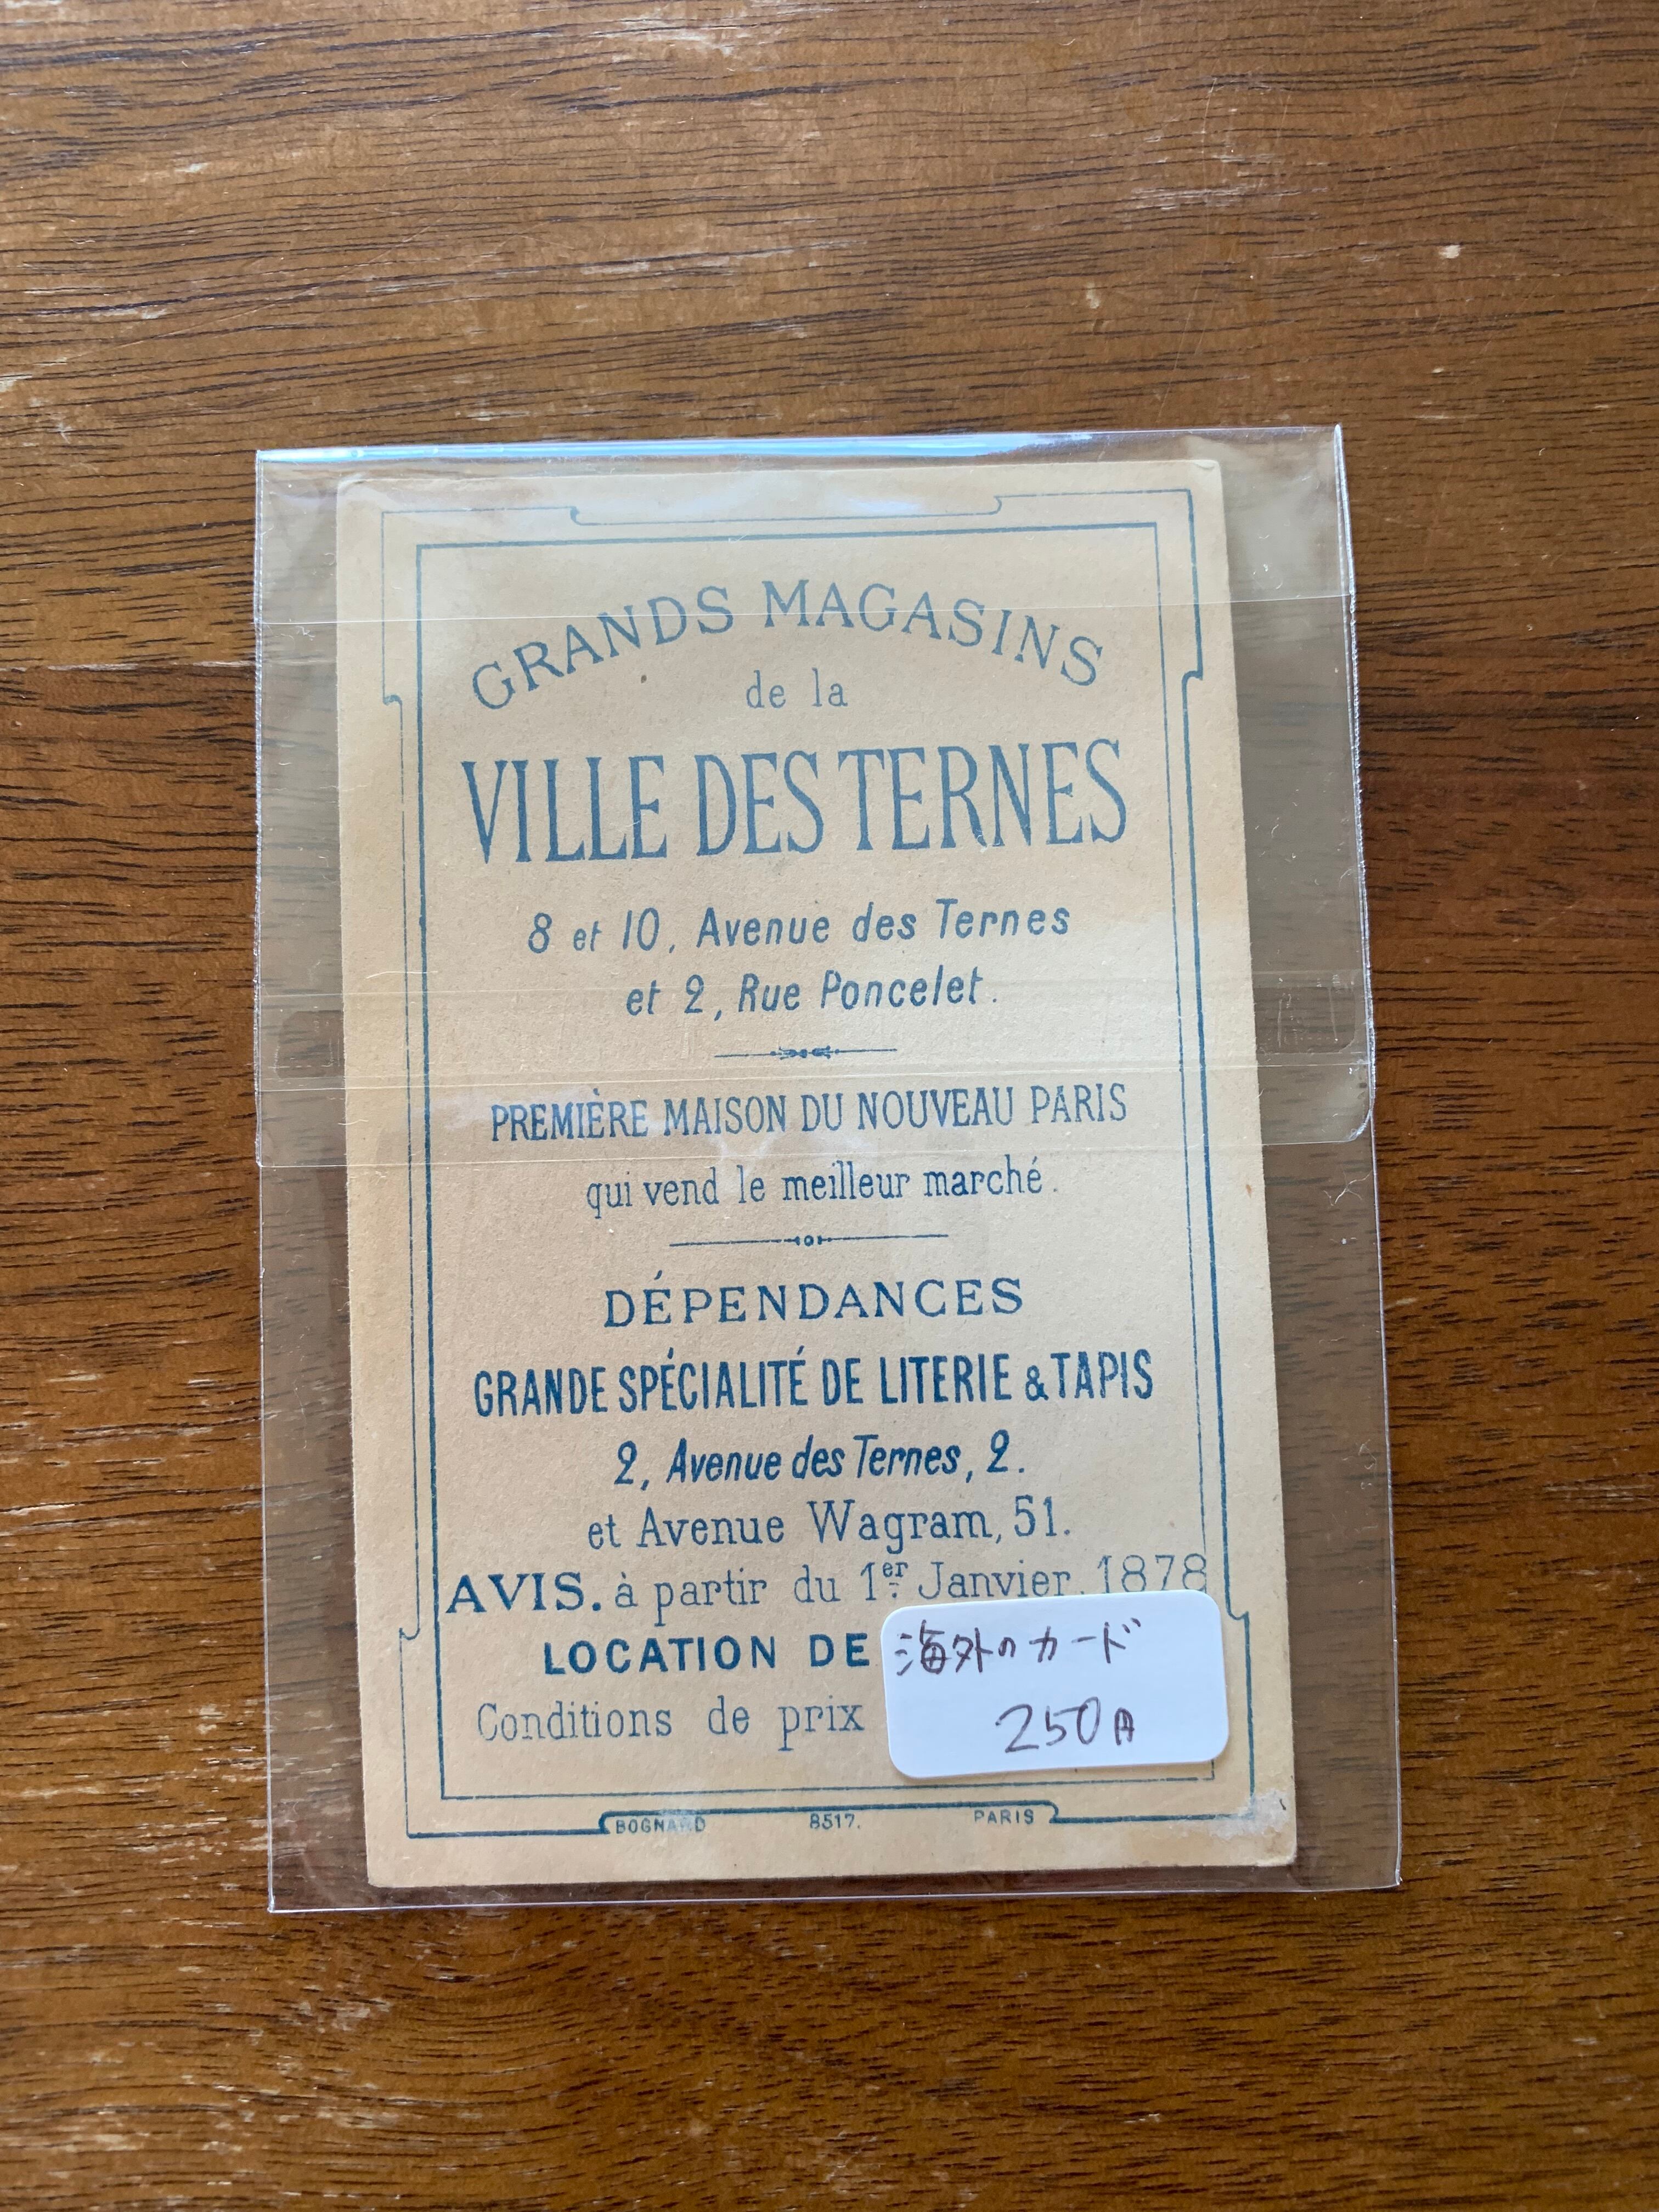 GRANDS MAGASINS
de la
VILLE DES TERNES
8 et 10, Avenue des Ternes
et 2, Rue Poncelet.
PREMIÈRE MAISON DU NOUVEAU PARIS
qui vend le meilleur marché.
DÉPENDANCES
GRANDE SPÉCIALITÉ DE LITERIE & TAPIS
2, Avenue des Ternes, 2.
et Avenue Wagram, 51.
AVIS. à partir du 1er Janvier. 1878
LOCATION DE
Conditions de prix
海外のカード
250円
BOGNARD 8517. PARIS